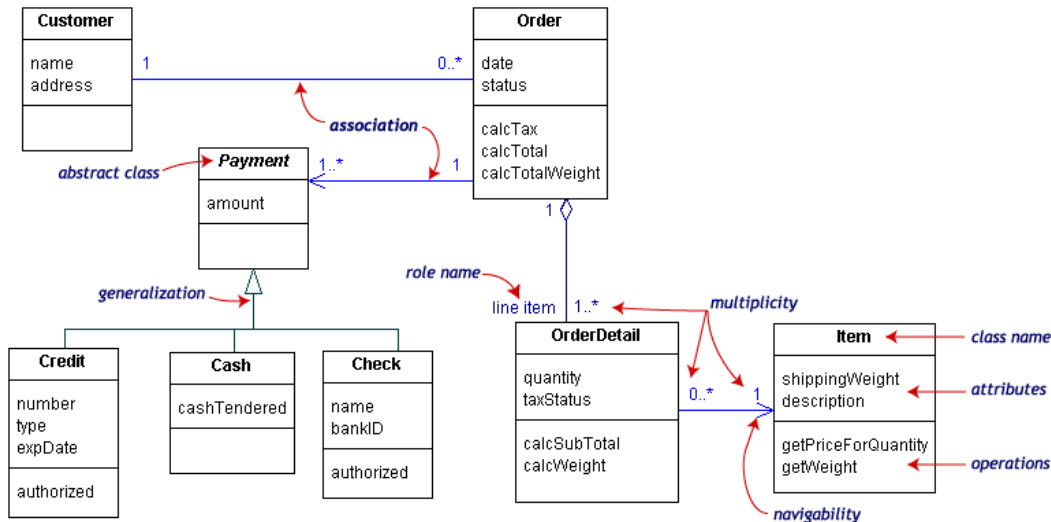 Customer
name
address
1
0..*
Order
date
status
calcTax
calcTotal
calcTotalWeight
association
abstract class
Payment
amount
1..*
1
1
generalization
role name
line item
1..*
multiplicity
Credit
number
type
expDate
authorized
Cash
cashTendered
Check
name
bankID
authorized
OrderDetail
quantity
taxStatus
calcSubTotal
calcWeight
0..*
1
Item
shippingWeight
description
getPriceForQuantity
getWeight
class name
attributes
operations
navigability